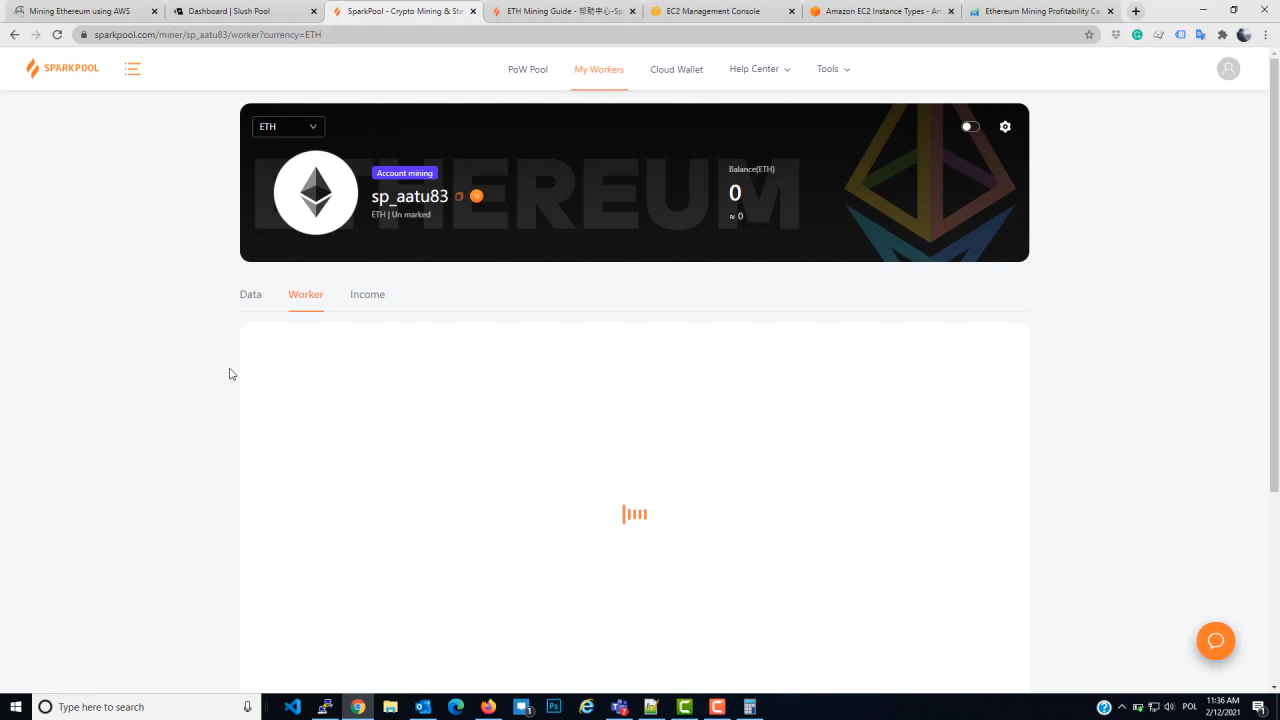 Mining Ethereum using AWS
Dashboard | Slush Pool
SparkPool - Crypto Mining & Sta
ETH Mining Guide - 帮助中心-Sp
EC2 Management Console
Amazon EC2 Instance Types - Am
Ethereum Mining Profitability Ca
sparkpool.com/miner/sp_aatu83/worker?currency=ETH
SPARKPOOL
PoW Pool
My Workers
Cloud Wallet
Help Center
Tools
ETHEREUM
ETH
Account mining
sp_aatu83
ETH | Un marked
Balance(ETH)
0
≈ 0
Data
Worker
Income
Type here to search
POL
11:36 AM
2/12/2021